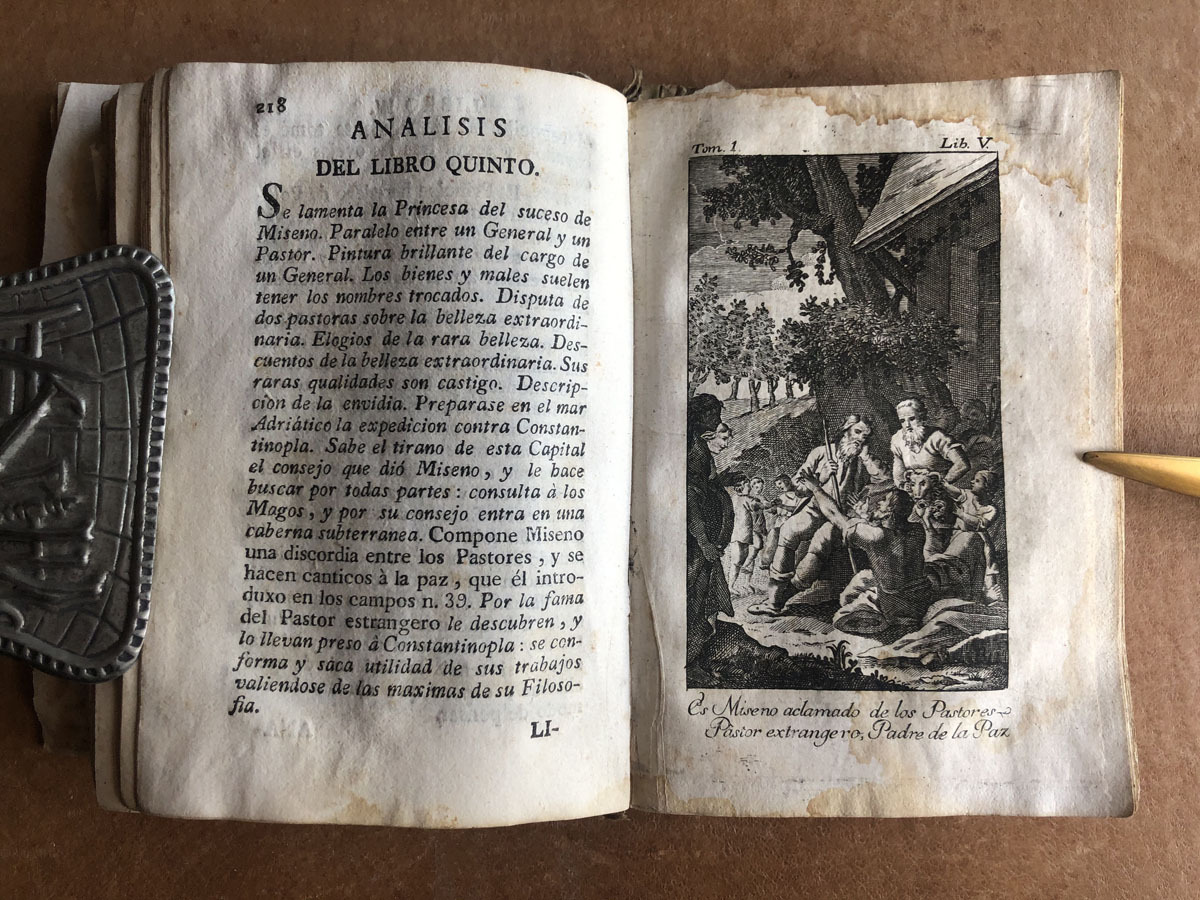 218
ANALISIS
DEL LIBRO QUINTO.
Se lamenta la Princesa del suceso de
Miseno. Paralelo entre un General y un
Pastor. Pintura brillante del cargo de
un General. Los bienes y males suelen
tener los nombres trocados. Disputa de
dos pastoras sobre la belleza extraordi-
naria. Elogios de la rara belleza. Des-
cuentos de la belleza extraordinaria. Sus
raras qualidades son castigo. Descrip-
cion de la envidia. Preparase en el mar
Adriático la expedicion contra Constan-
tinopla. Sabe el tirano de esta Capital
el consejo que dió Miseno, y le hace
buscar por todas partes: consulta à los
Magos, y por su consejo entra en una
caberna subterranea. Compone Miseno
una discordia entre los Pastores, y se
hacen canticos à la paz, que él intro-
duxo en los campos n. 39. Por la fama
del Pastor estrangero le descubren, y
lo llevan preso à Constantinopla: se con-
forma y saca utilidad de sus trabajos
valiendose de las maximas de su Filoso-
fia.
LI-
Tom. 1. Lib. V.
Es Miseno aclamado de los Pastores
Pastor extrangero, Padre de la Paz